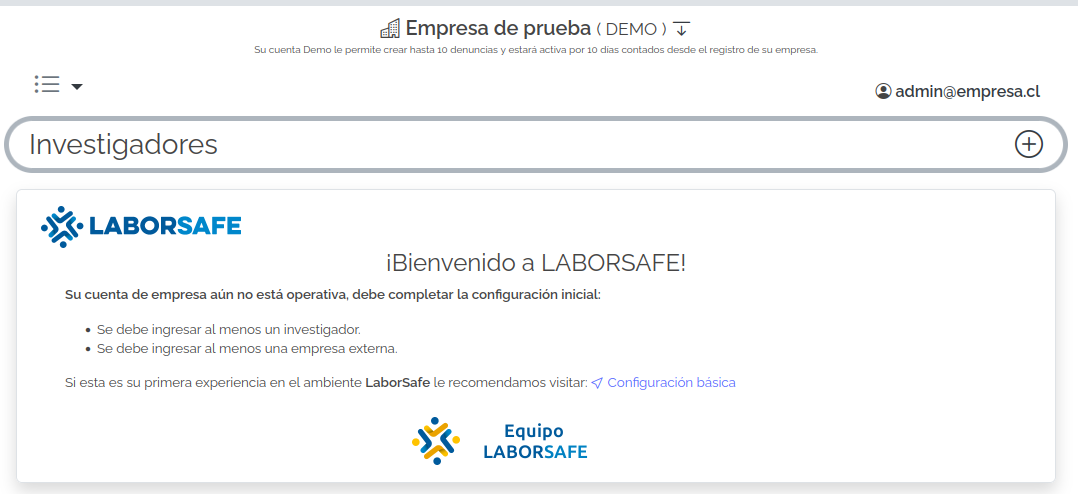 Empresa de prueba ( DEMO )
Su cuenta Demo le permite crear hasta 10 denuncias y estará activa por 10 días contados desde el registro de su empresa.
admin@empresa.cl
Investigadores
LABORSAFE
¡Bienvenido a LABORSAFE!
Su cuenta de empresa aún no está operativa, debe completar la configuración inicial:
• Se debe ingresar al menos un investigador.
• Se debe ingresar al menos una empresa externa.
Si esta es su primera experiencia en el ambiente LaborSafe le recomendamos visitar: Configuración básica
Equipo
LABORSAFE